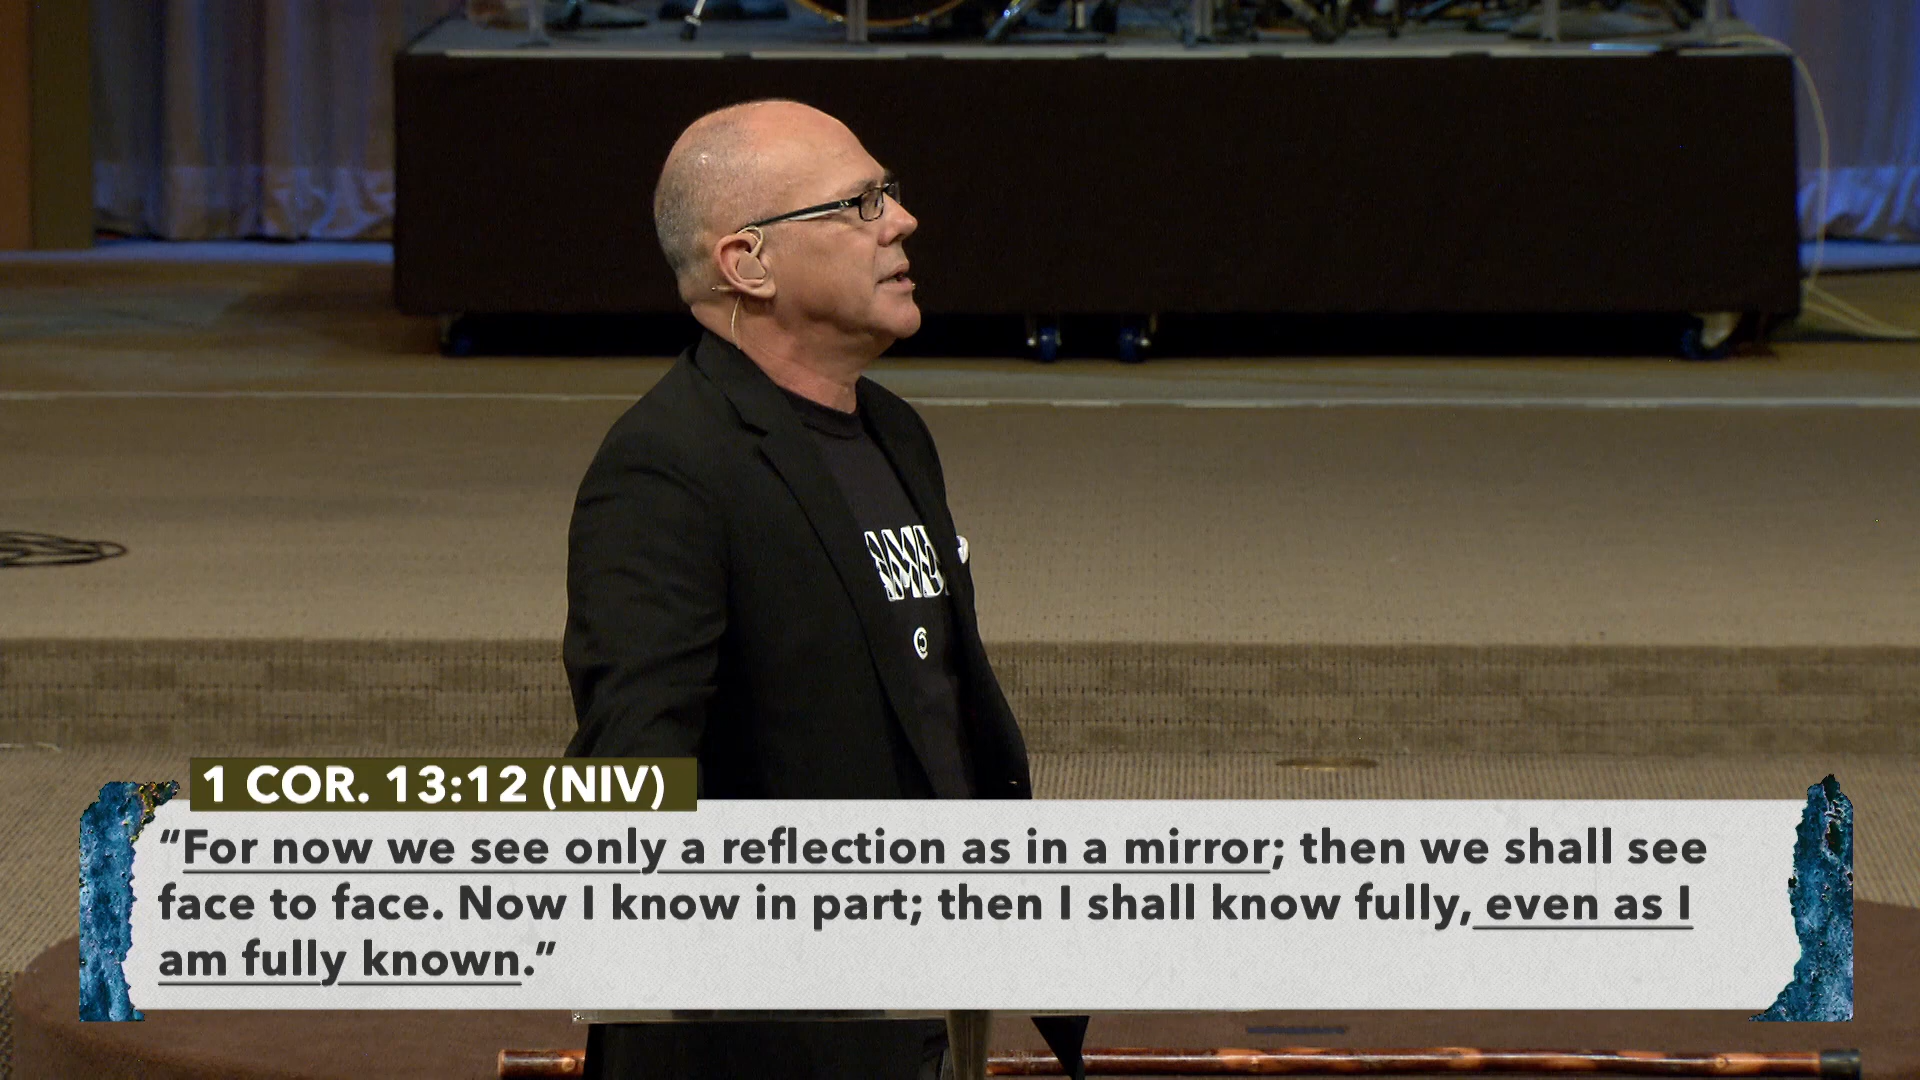 1 COR. 13:12 (NIV)
“For now we see only a reflection as in a mirror; then we shall see
face to face. Now I know in part; then I shall know fully, even as I
am fully known.”